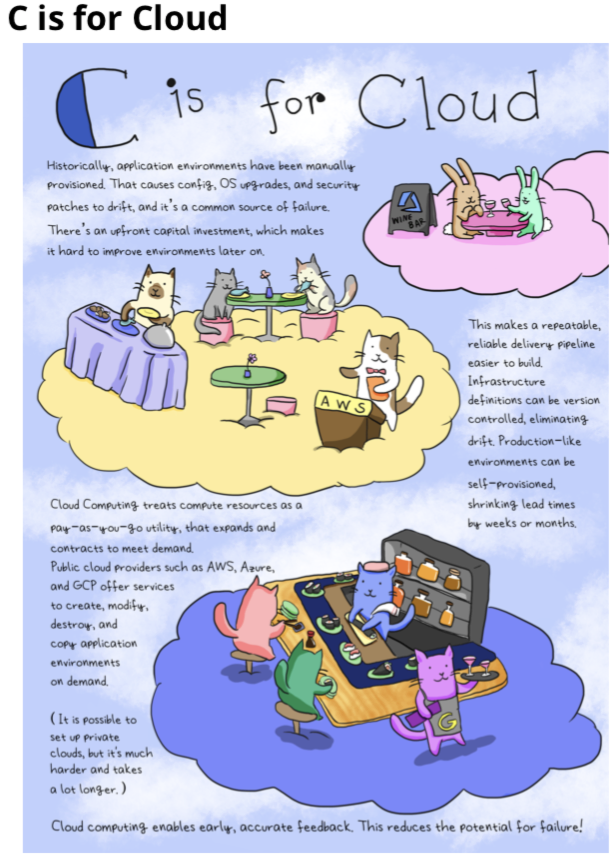 C is for Cloud
C is for Cloud
Historically, application environments have been manually
provisioned. That causes config, OS upgrades, and security
patches to drift, and it's a common source of failure.
There's an upfront capital investment, which makes
it hard to improve environments later on.
WINE
BAR
AWS
This makes a repeatable,
reliable delivery pipeline
easier to build.
Infrastructure
definitions can be version
controlled, eliminating
drift. Production-like
environments can be
self-provisioned,
shrinking lead times
by weeks or months.
Cloud Computing treats compute resources as a
pay-as-you-go utility, that expands and
contracts to meet demand.
Public cloud providers such as AWS, Azure,
and GCP offer services
to create, modify,
destroy, and
copy application
environments
on demand.
(It is possible to
set up private
clouds, but it's much
harder and takes
a lot longer.)
G
Cloud computing enables early, accurate feedback. This reduces the potential for failure!